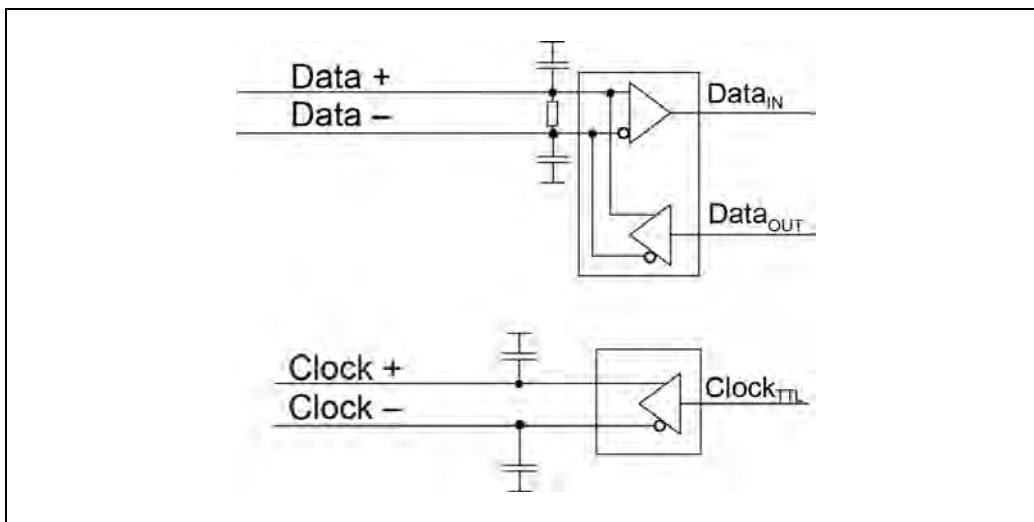 Data +
Data –
Data_IN
Data_OUT
Clock +
Clock –
Clock_TTL